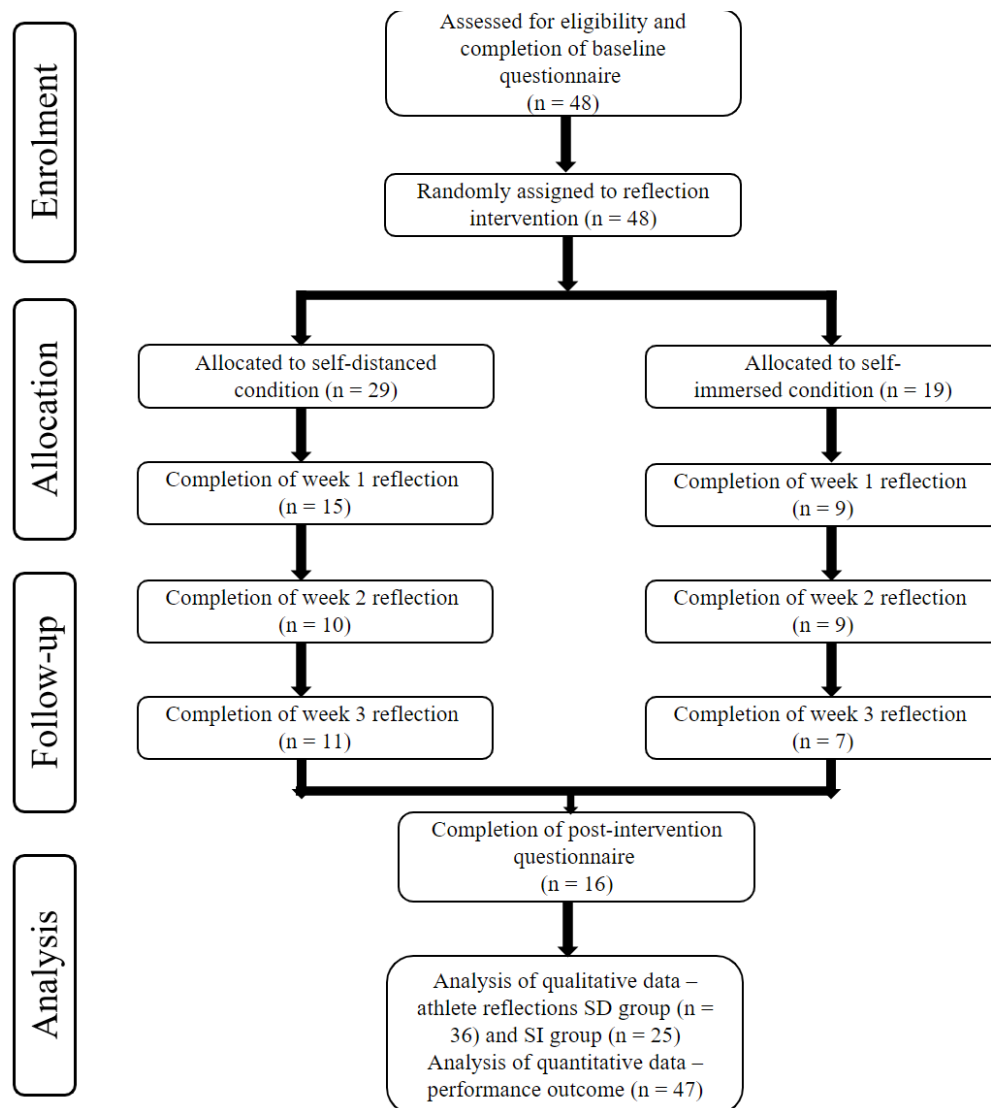 Enrolment
Assessed for eligibility and
completion of baseline
questionnaire
(n = 48)
Randomly assigned to reflection
intervention (n = 48)
Allocation
Allocated to self-distanced
condition (n = 29)
Allocated to self-
immersed condition (n = 19)
Completion of week 1 reflection
(n = 15)
Completion of week 1 reflection
(n = 9)
Follow-up
Completion of week 2 reflection
(n = 10)
Completion of week 2 reflection
(n = 9)
Completion of week 3 reflection
(n = 11)
Completion of week 3 reflection
(n = 7)
Analysis
Completion of post-intervention
questionnaire
(n = 16)
Analysis of qualitative data –
athlete reflections SD group (n =
36) and SI group (n = 25)
Analysis of quantitative data –
performance outcome (n = 47)